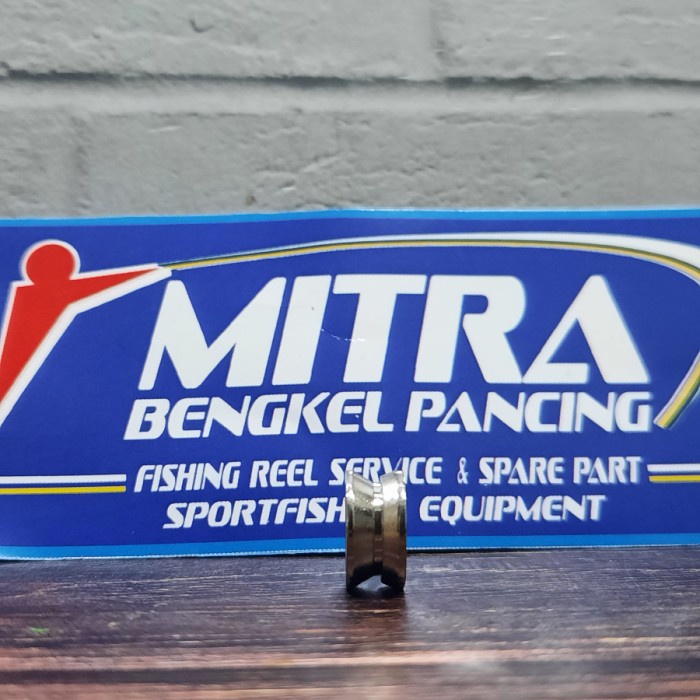 MITRA
BENGKEL PANCING
FISHING REEL SERVICE & SPARE PART
SPORTFISH EQUIPMENT